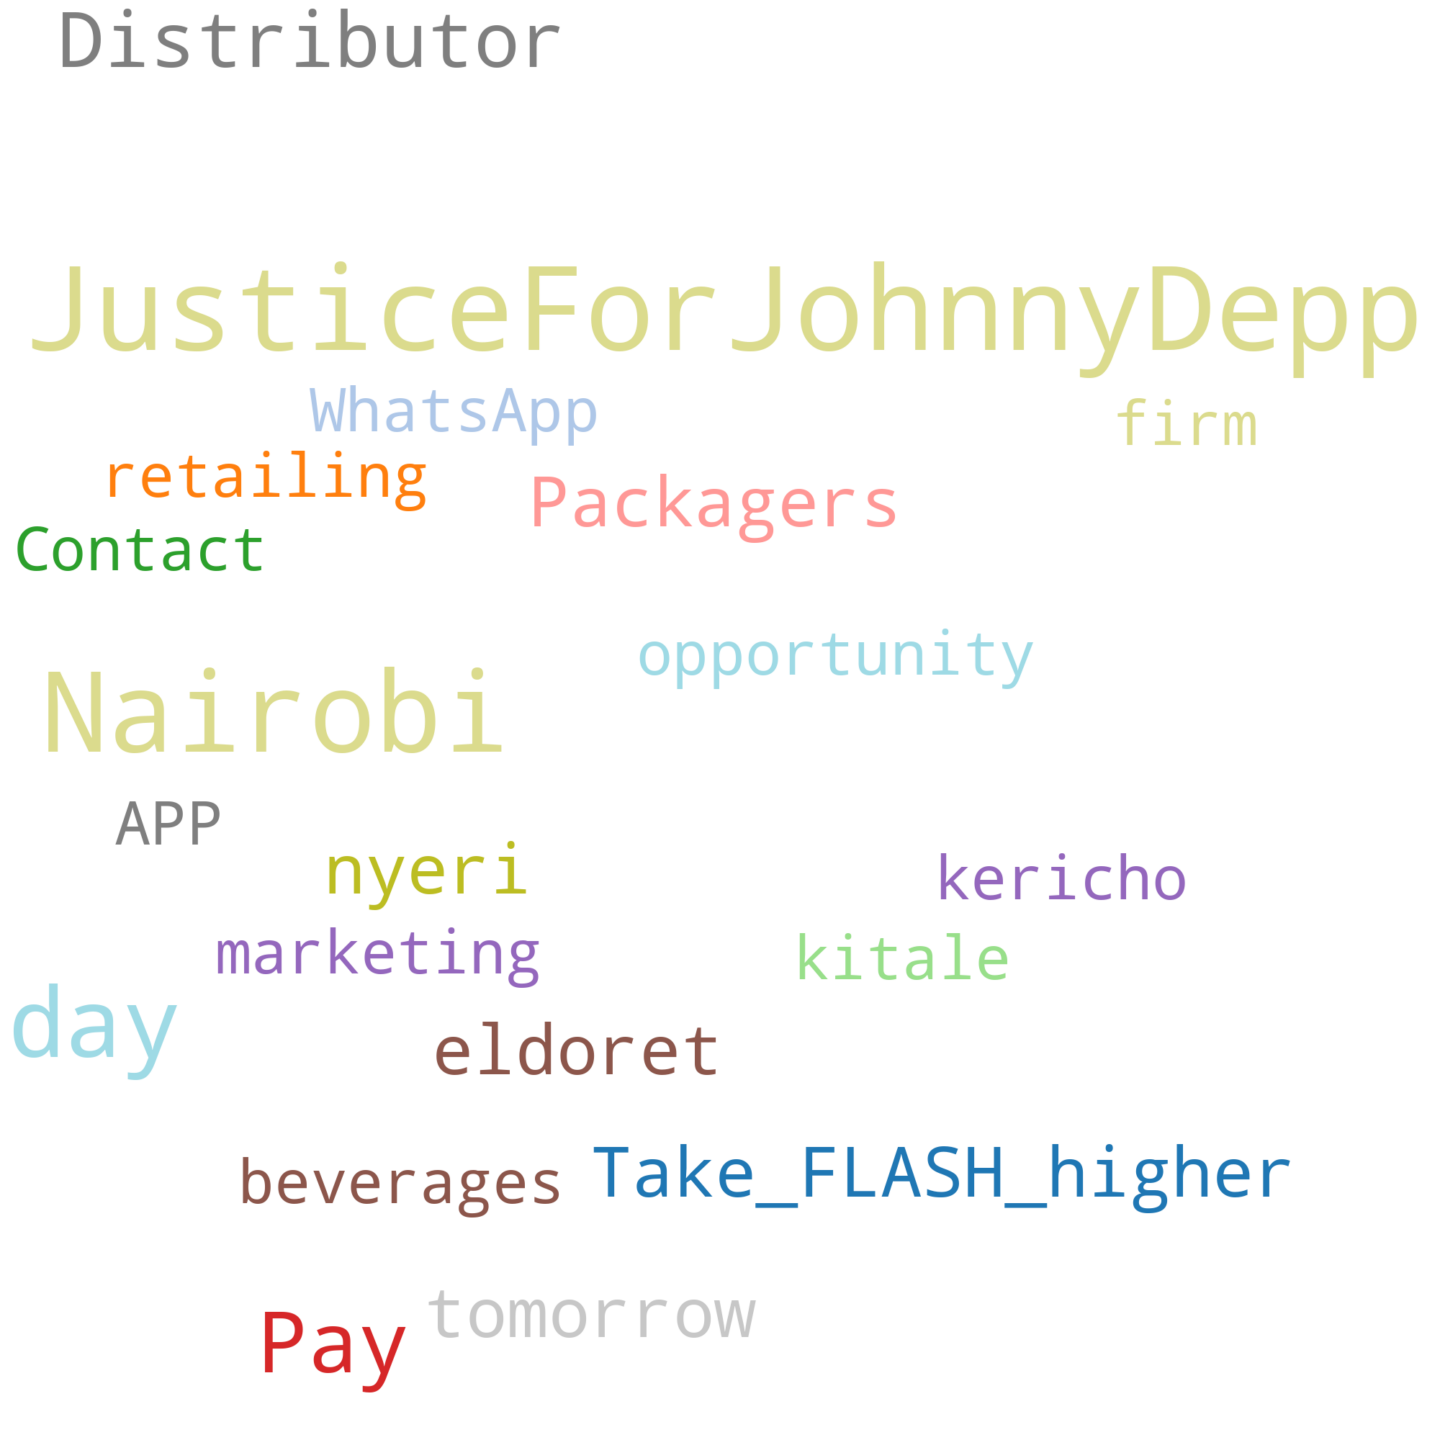 Distributor
JusticeForJohnnyDepp
WhatsApp
firm
retailing
Packagers
Contact
opportunity
Nairobi
APP
nyeri
kericho
marketing
kitale
day
eldoret
beverages
Take_FLASH_higher
Pay
tomorrow